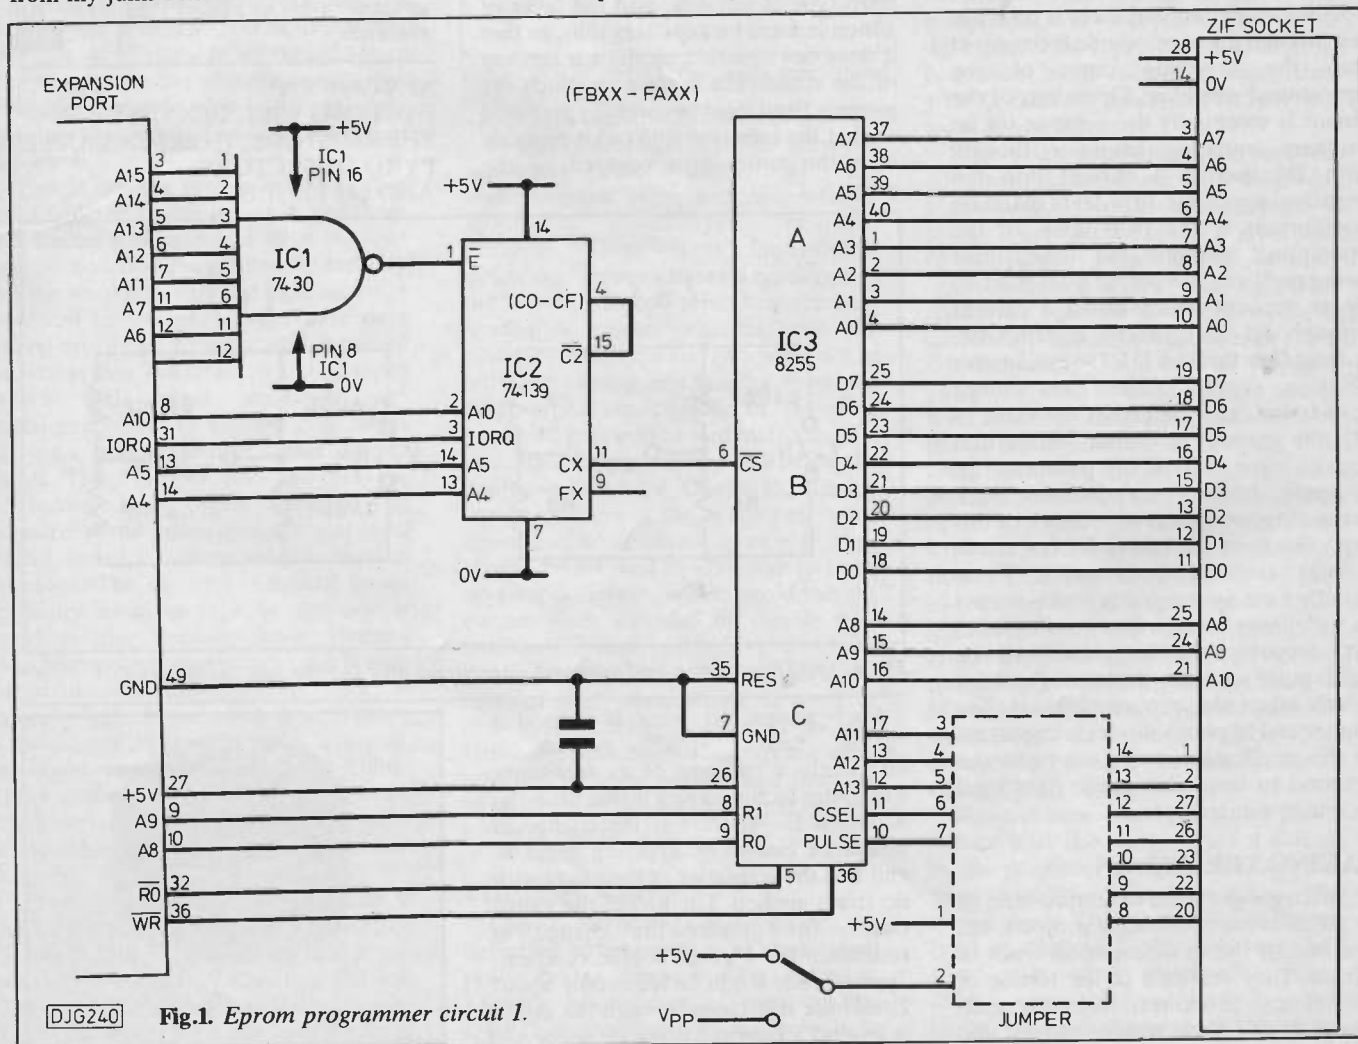 from my junk
ZIF SOCKET
28 +5V
14 0V
EXPANSION
PORT
(FBXX - FAXX)
+5V
IC1
PIN 16
3 1
A15
4 2
A14
5 3
A13
6 4
A12
7 5
A11
11 6
A7
12 11
A6
12
IC1
7430
PIN 8
IC1
0V
+5V
14
1 E
(CO-CF) 4
C2 15
IC2
74139
A10 8 2 A10
IORQ 31 3 IORQ
A5 13 14 A5
A4 14 13 A4
CX 11 6 CS
FX 9
7
0V
A
IC3
8255
B
C
A7 37 3 A7
A6 38 4 A6
A5 39 5 A5
A4 40 6 A4
A3 1 7 A3
A2 2 8 A2
A1 3 9 A1
A0 4 10 A0
D7 25 19 D7
D6 24 18 D6
D5 23 17 D5
D4 22 16 D4
D3 21 15 D3
D2 20 13 D2
D1 19 12 D1
D0 18 11 D0
A8 14 25 A8
A9 15 24 A9
A10 16 21 A10
GND 49 35 RES
7 GND
A11 17 3
A12 13 4 14 1
A13 12 5 13 2
CSEL 11 6 12 27
PULSE 10 7 11 26
10 23
9 22
8 20
+5V 27 26
A9 9 8 R1
A8 10 9 R0
R0 32 5
WR 36 36
+5V 1
+5V
2
VPP
JUMPER
DJG240 Fig.1. Eprom programmer circuit 1.